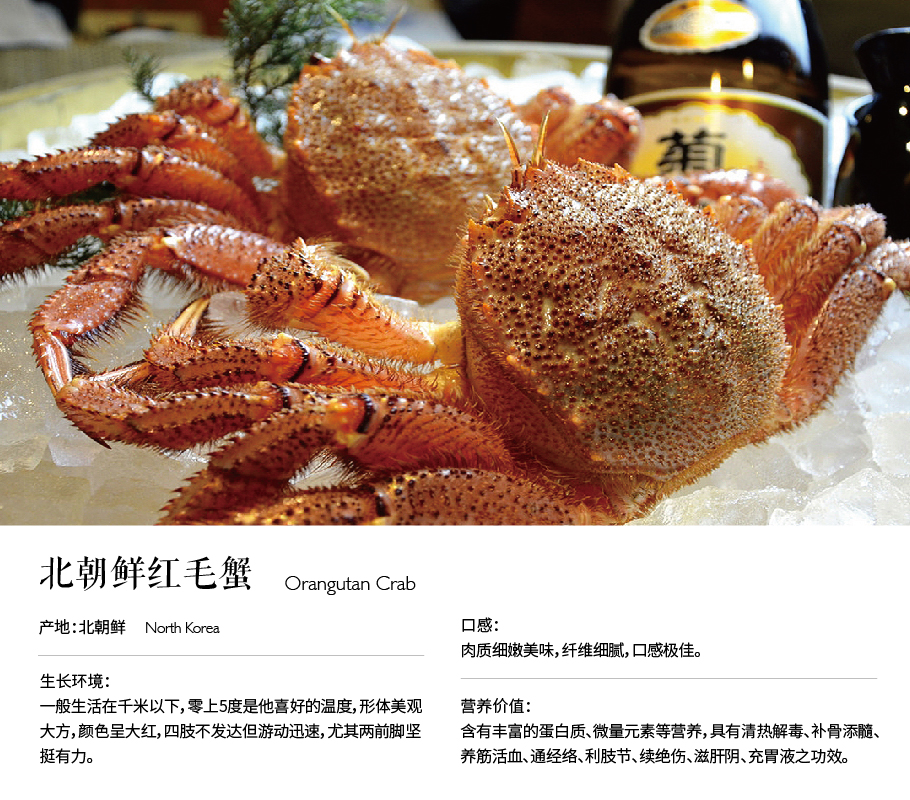 菊
北朝鲜红毛蟹 Orangutan Crab
产地：北朝鲜 North Korea
生长环境：
一般生活在千米以下，零上5度是他喜好的温度，形体美观
大方，颜色呈大红，四肢不发达但游动迅速，尤其两前脚坚
挺有力。
口感：
肉质细嫩美味，纤维细腻，口感极佳。
营养价值：
含有丰富的蛋白质、微量元素等营养，具有清热解毒、补骨添髓、
养筋活血、通经络、利肢节、续绝伤、滋肝阴、充胃液之功效。